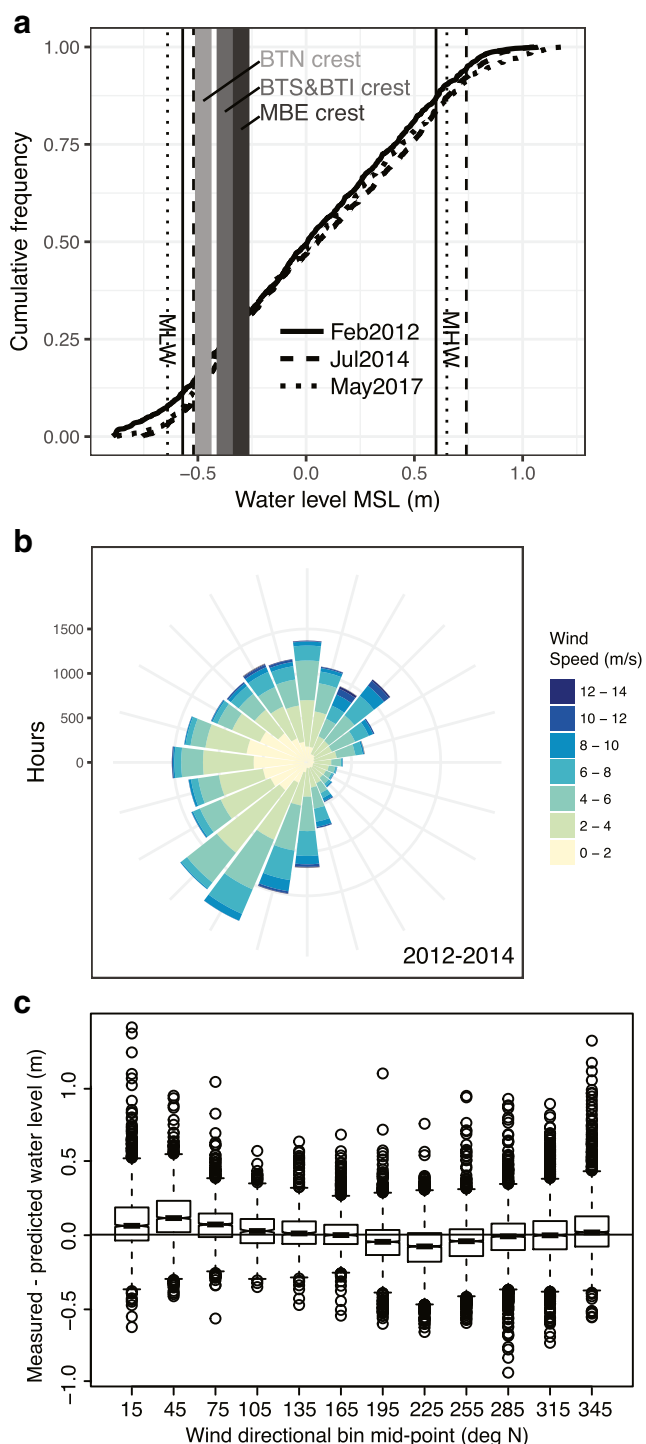 a
1.00
0.75
0.50
0.25
0.00
Cumulative frequency
BTN crest
BTS&BTI crest
MBE crest
MLW
MHW
Feb2012
Jul2014
May2017
−0.5
0.0
0.5
1.0
Water level MSL (m)
b
1500
1000
500
0
Hours
Wind
Speed (m/s)
12 − 14
10 − 12
8 − 10
6 − 8
4 − 6
2 − 4
0 − 2
2012-2014
c
1.0
0.5
0.0
−0.5
−1.0
Measured - predicted water level (m)
15 45 75 105 135 165 195 225 255 285 315 345
Wind directional bin mid-point (deg N)